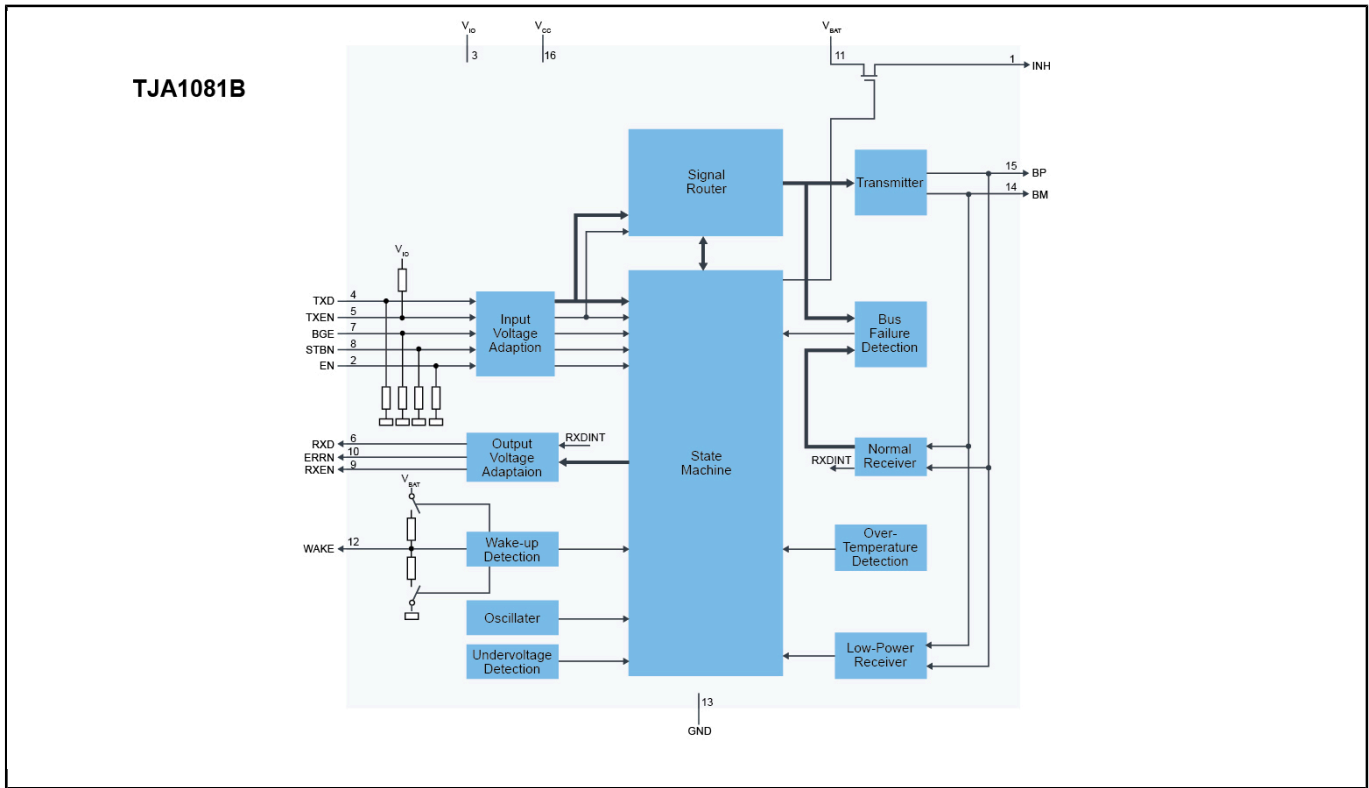 VIO
VCC
VBAT
3
16
11
1
INH
TJA1081B
Signal
Router
Transmitter
15
BP
14
BM
VIO
TXD
4
TXEN
5
BGE
7
STBN
8
EN
2
Input
Voltage
Adaption
Bus
Failure
Detection
RXD
6
ERRN
10
RXEN
9
Output
Voltage
Adaptaion
RXDINT
State
Machine
Normal
Receiver
RXDINT
VBAT
WAKE
12
Wake-up
Detection
Over-
Temperature
Detection
Oscillater
Undervoltage
Detection
Low-Power
Receiver
13
GND